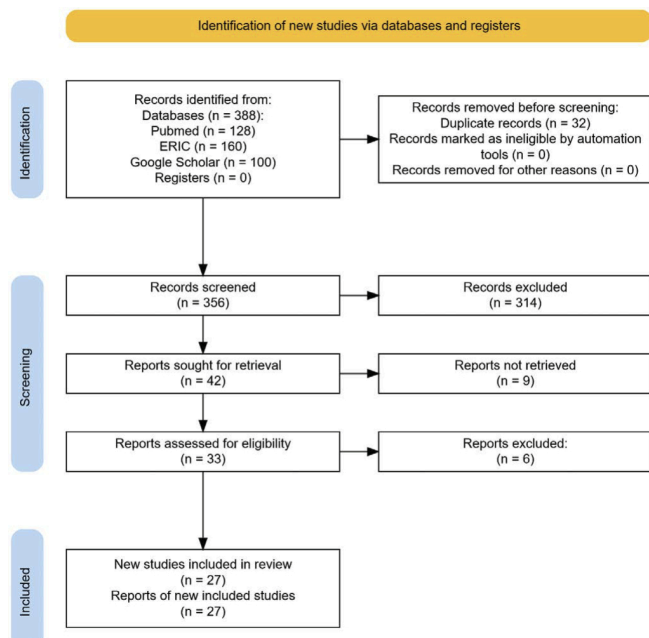 Identification of new studies via databases and registers
Identification
Records identified from:
Databases (n = 388):
Pubmed (n = 128)
ERIC (n = 160)
Google Scholar (n = 100)
Registers (n = 0)
Records removed before screening:
Duplicate records (n = 32)
Records marked as ineligible by automation
tools (n = 0)
Records removed for other reasons (n = 0)
Screening
Records screened
(n = 356)
Records excluded
(n = 314)
Reports sought for retrieval
(n = 42)
Reports not retrieved
(n = 9)
Reports assessed for eligibility
(n = 33)
Reports excluded:
(n = 6)
Included
New studies included in review
(n = 27)
Reports of new included studies
(n = 27)